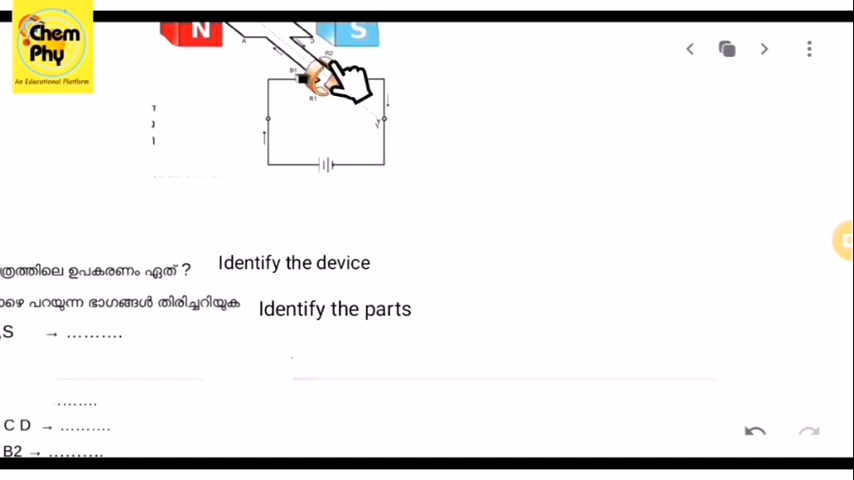 Chem
Phy
An Educational Platform
N
S
A
R2
B1
R1
ത്രത്തിലെ ഉപകരണം ഏത് ? Identify the device
ഴെ പറയുന്ന ഭാഗങ്ങൾ തിരിച്ചറിയുക Identify the parts
,S → ..........
........
C D → ..........
B2 → ..........